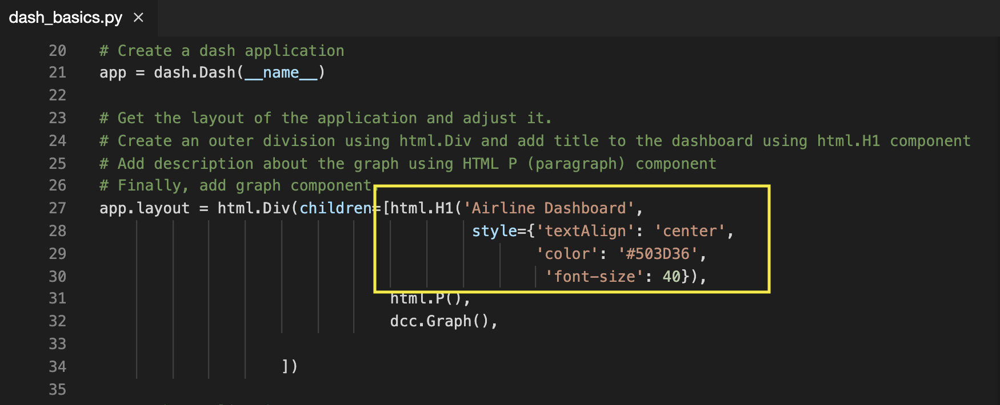 dash_basics.py ×
20 # Create a dash application
21 app = dash.Dash(__name__)
22
23 # Get the layout of the application and adjust it.
24 # Create an outer division using html.Div and add title to the dashboard using html.H1 component
25 # Add description about the graph using HTML P (paragraph) component
26 # Finally, add graph component
27 app.layout = html.Div(children=[html.H1('Airline Dashboard',
28 style={'textAlign': 'center',
29 'color': '#503D36',
30 'font-size': 40}),
31 html.P(),
32 dcc.Graph(),
33
34 ])
35